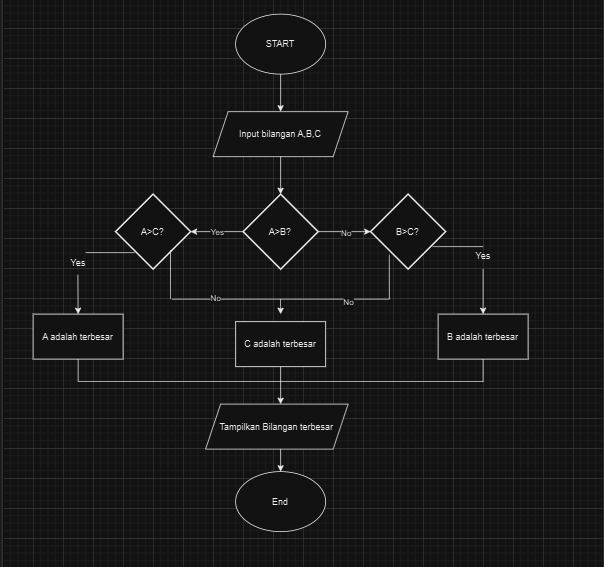 START
Input bilangan A,B,C
A>C?
Yes
A>B?
No
B>C?
Yes
Yes
No
No
A adalah terbesar
C adalah terbesar
B adalah terbesar
Tampilkan Bilangan terbesar
End